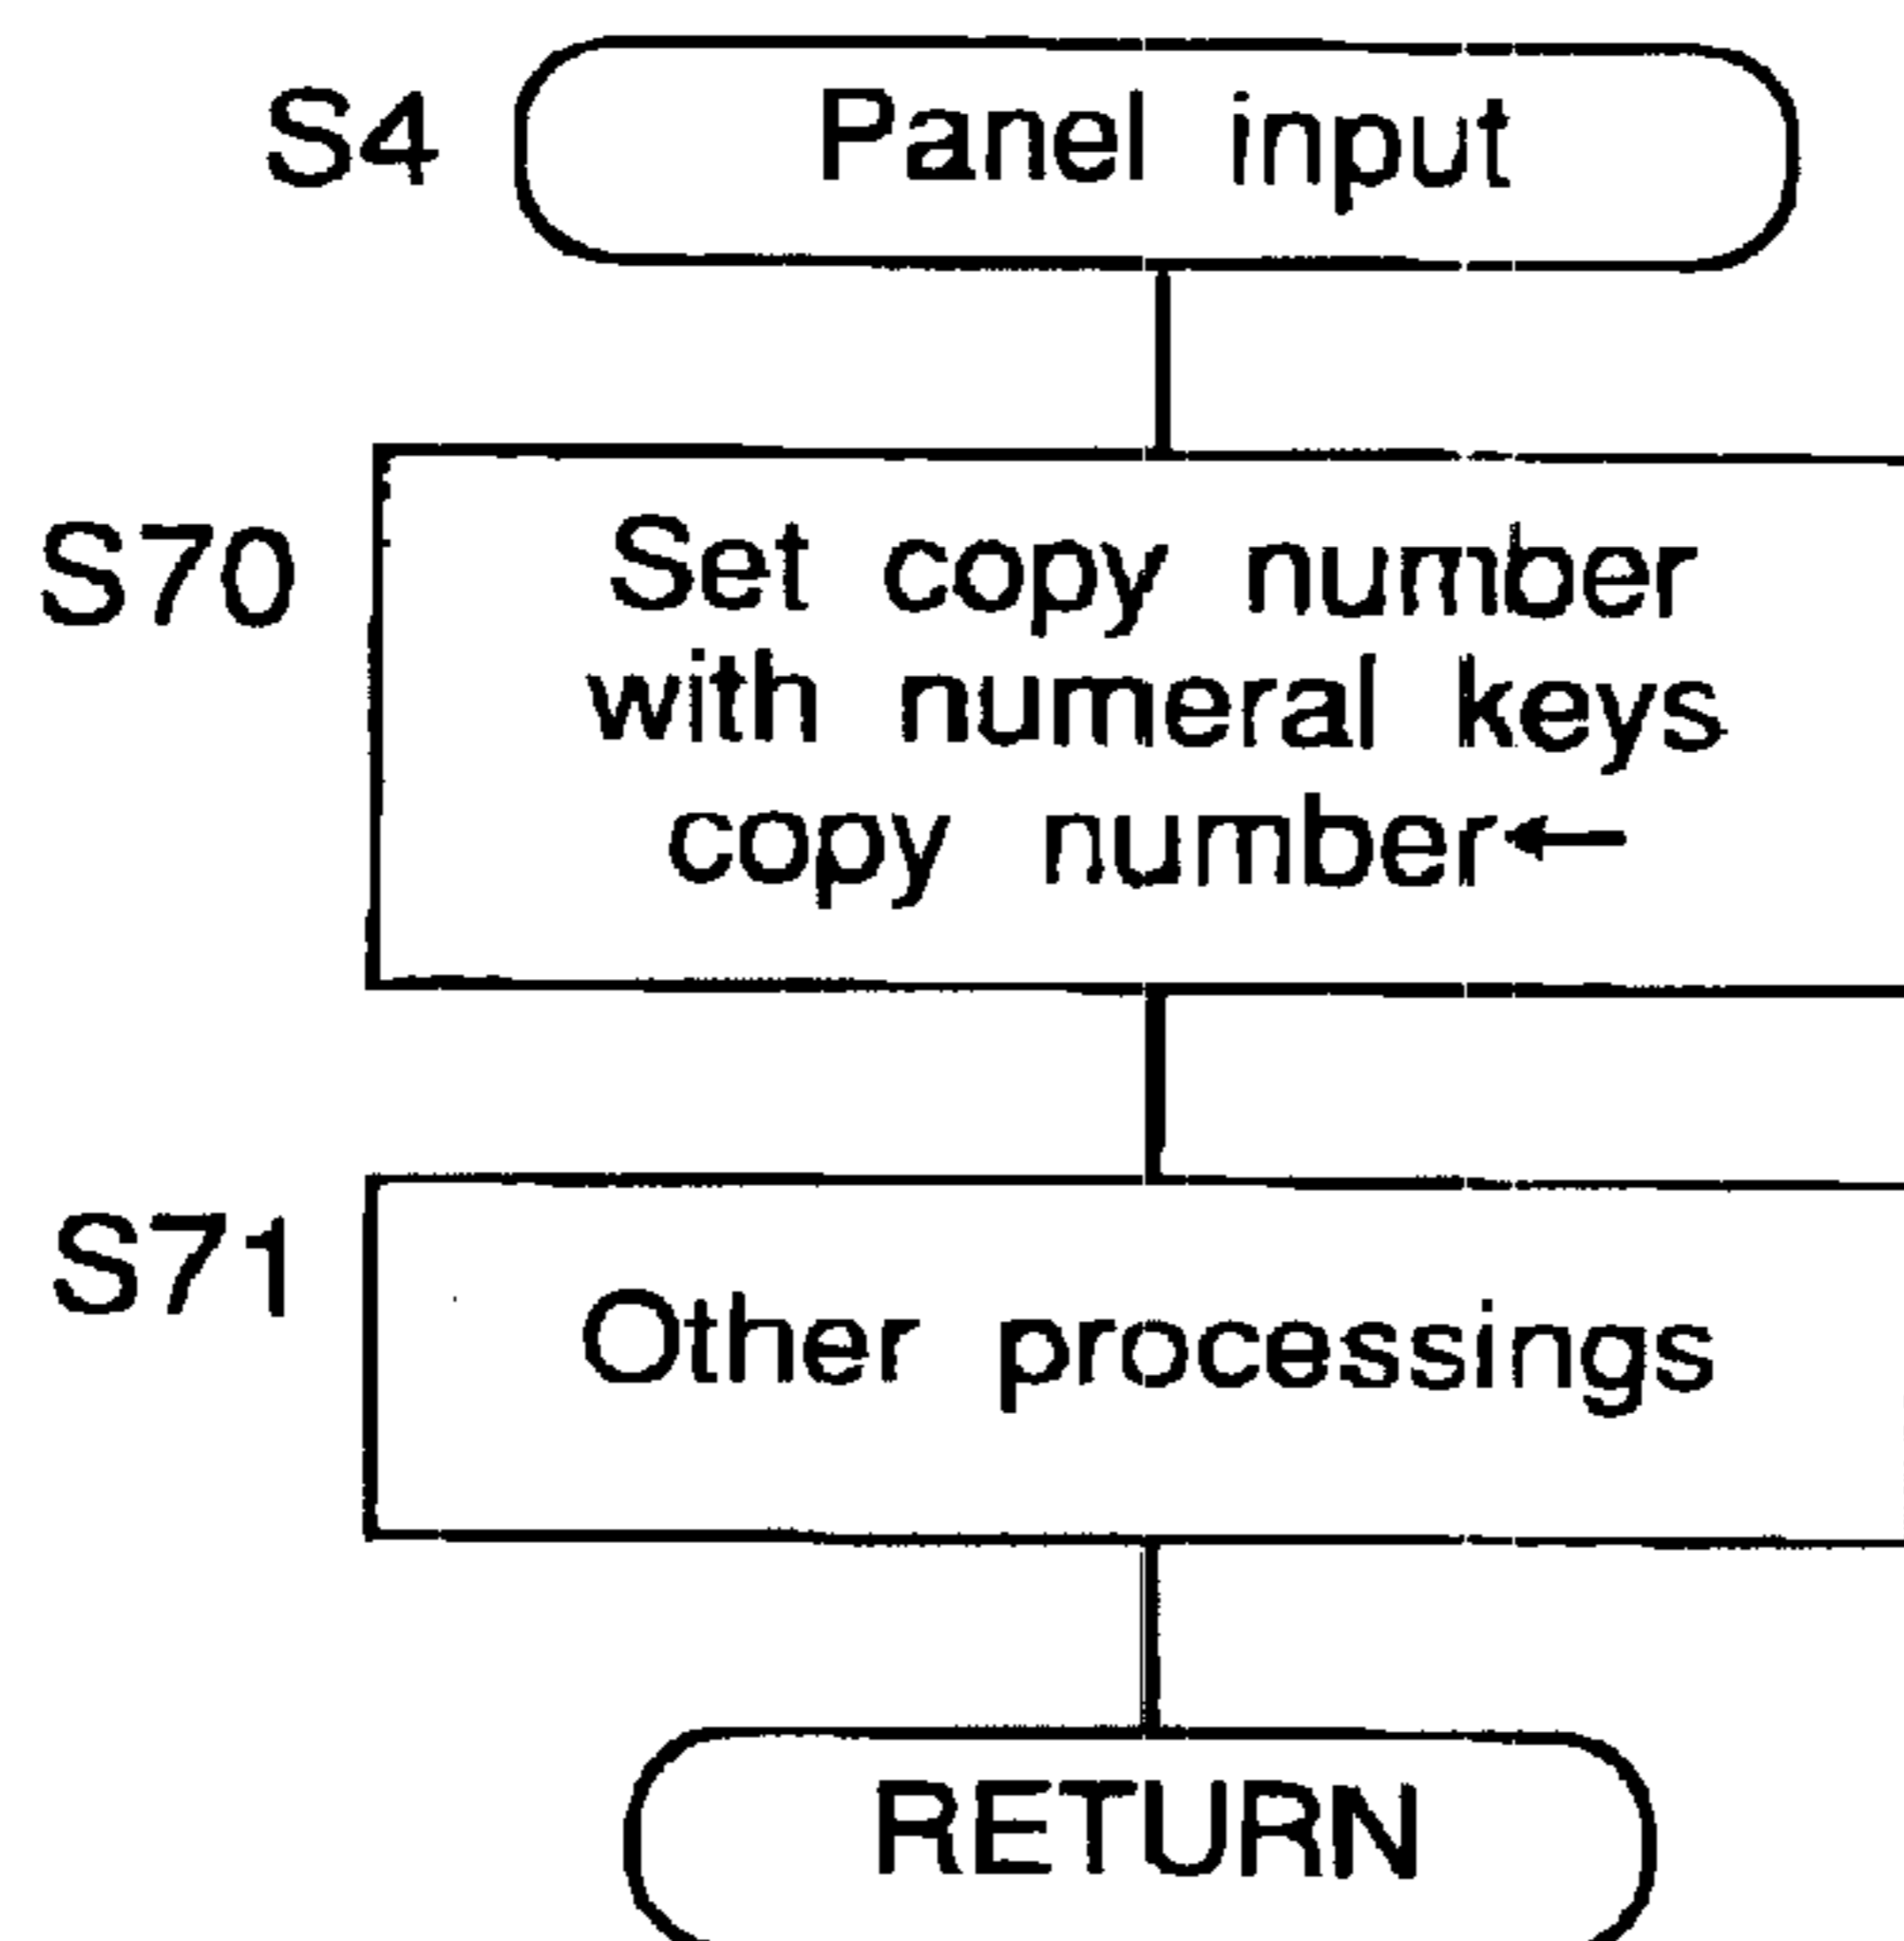 S4 Panel input
S70 Set copy number
with numeral keys
copy number←
S71 Other processings
RETURN